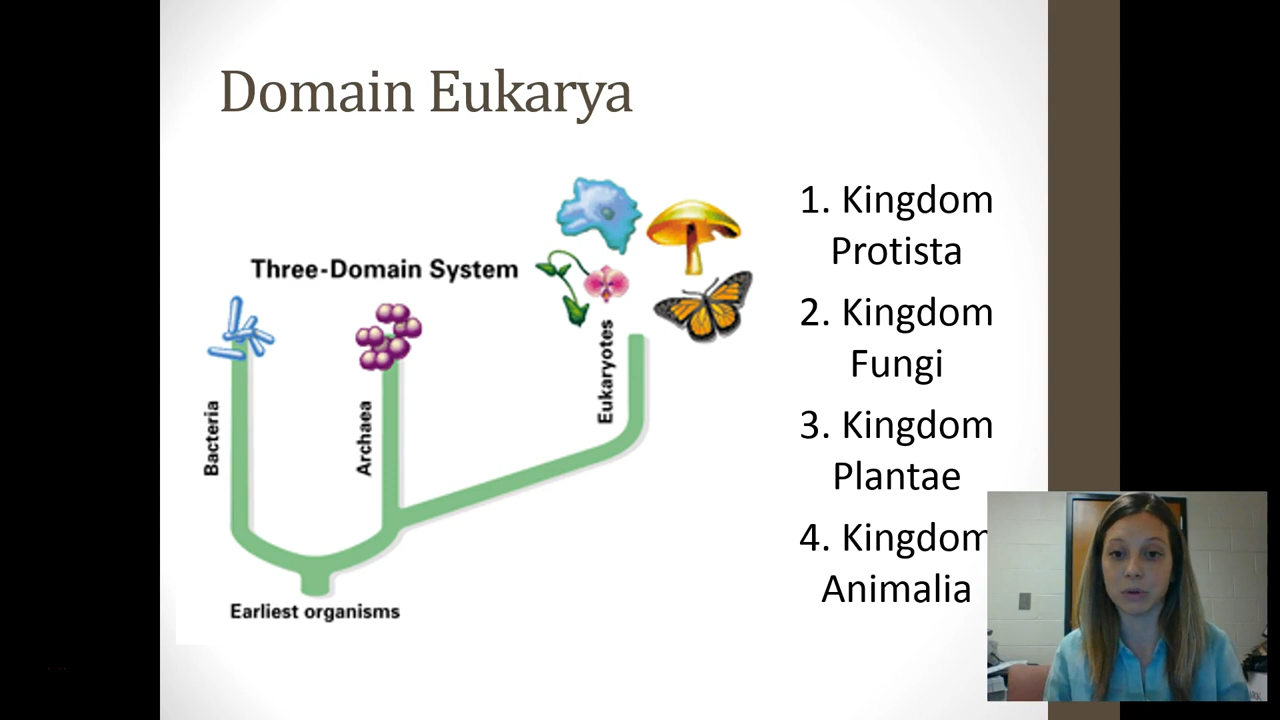 Domain Eukarya
Three-Domain System
Bacteria
Archaea
Eukaryotes
Earliest organisms
1. Kingdom
Protista
2. Kingdom
Fungi
3. Kingdom
Plantae
4. Kingdom
Animalia